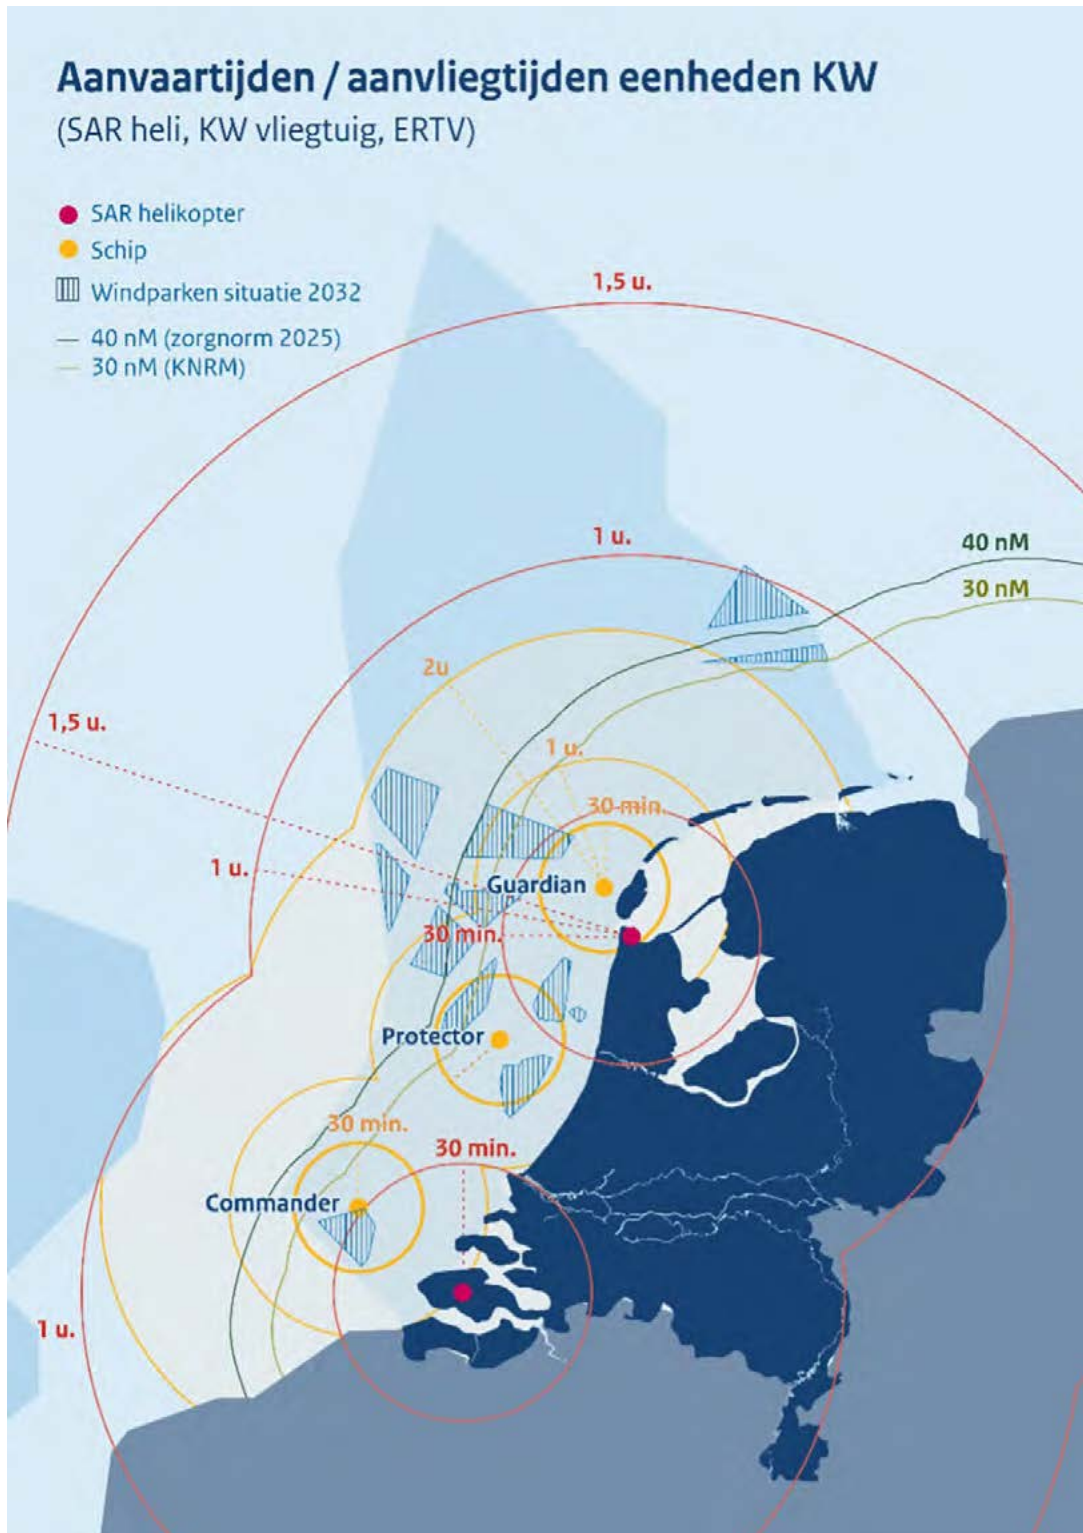 Aanvaartijden / aanvliegtijden eenheden KW
(SAR heli, KW vliegtuig, ERTV)
SAR helikopter
Schip
Windparken situatie 2032
40 nM (zorgnorm 2025)
30 nM (KNRM)
1,5 u.
1 u.
40 nM
30 nM
2u
1,5 u.
1 u.
30 min.
1 u.
Guardian
30 min.
Protector
30 min.
30 min.
Commander
1 u.